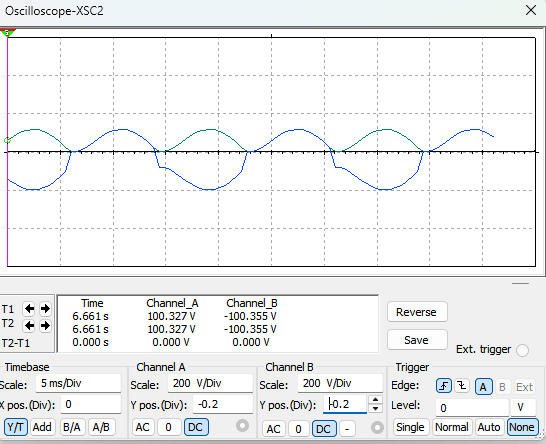 Oscilloscope-XSC2
T1
T2
T2-T1
Time Channel_A Channel_B
6.661 s 100.327 V -100.355 V
6.661 s 100.327 V -100.355 V
0.000 s 0.000 V 0.000 V
Reverse
Save
Ext. trigger
Timebase
Scale: 5 ms/Div
X pos.(Div): 0
Y/T Add B/A A/B
Channel A
Scale: 200 V/Div
Y pos.(Div): -0.2
AC 0 DC
Channel B
Scale: 200 V/Div
Y pos.(Div): -0.2
AC 0 DC -
Trigger
Edge: A B Ext
Level: 0 V
Single Normal Auto None